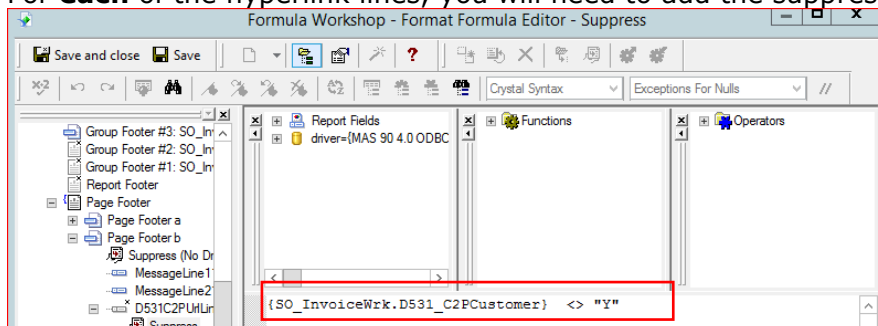 For Each of the hyperlink lines, you will need to add the suppres
Formula Workshop - Format Formula Editor - Suppress
Save and close Save
Crystal Syntax Exceptions For Nulls //
Group Footer #3: SO_In
Group Footer #2: SO_In
Group Footer #1: SO_In
Report Footer
Page Footer
Page Footer a
Page Footer b
Suppress (No Dr
MessageLine1
MessageLine2
D531C2PUrlLin
Suppress
Report Fields
driver={MAS 90 4.0 ODBC
Functions
Operators
{SO_InvoiceWrk.D531_C2PCustomer} <> "Y"